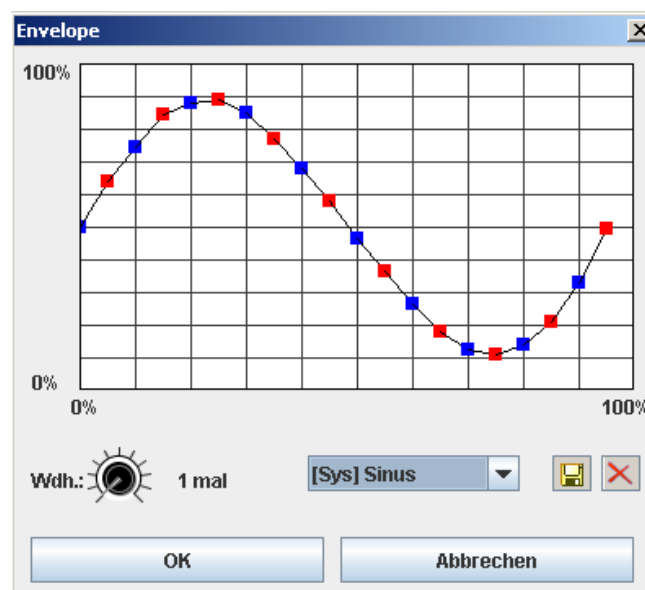 Envelope
100%
0%
0%
100%
Wdh.:
1 mal
[Sys] Sinus
OK
Abbrechen